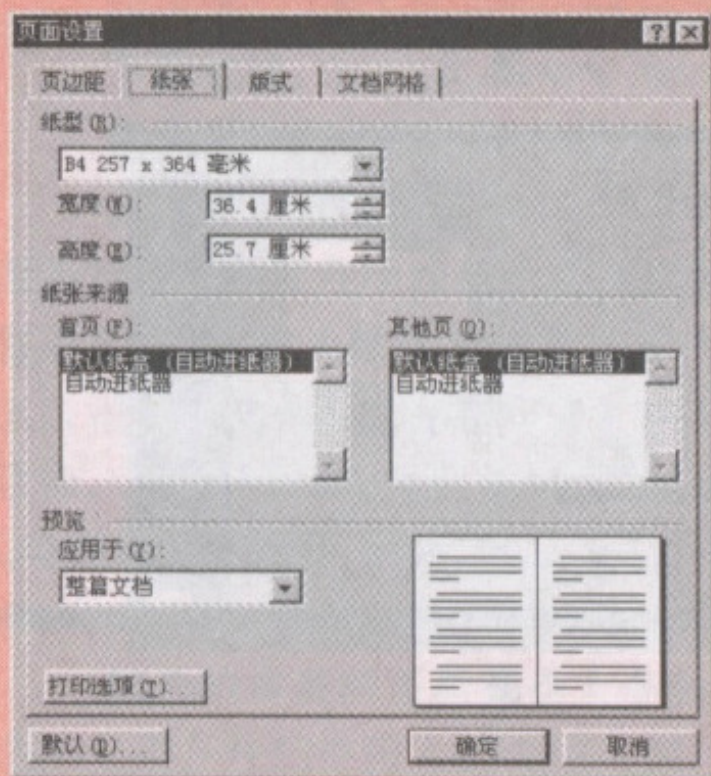 页面设置
页边距 纸张 版式 文档网格
纸型(R):
B4 257 x 364 毫米
宽度(W): 36.4 厘米
高度(E): 25.7 厘米
纸张来源
首页(F): 其他页(O):
默认纸盒 (自动进纸器) 默认纸盒 (自动进纸器)
自动进纸器 自动进纸器
预览
应用于(Y):
整篇文档
打印选项(T)...
默认(D)... 确定 取消